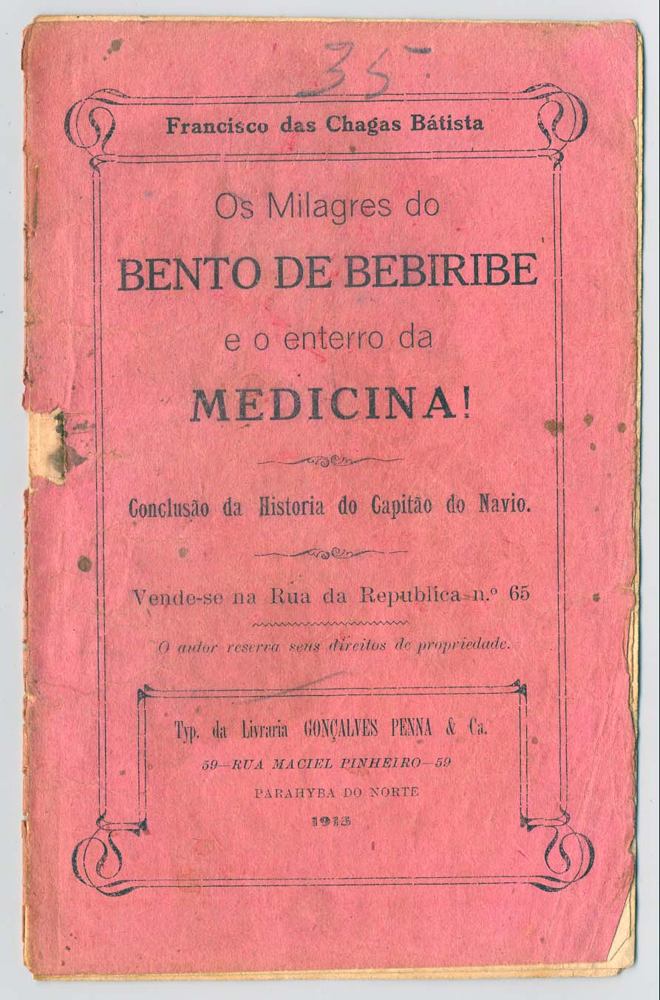 35
Francisco das Chagas Bátista
Os Milagres do
BENTO DE BEBIRIBE
e o enterro da
MEDICINA!
Conclusão da Historia do Capitão do Navio.
Vende-se na Rua da Republica n.º 65
O autor reserva seus direitos de propriedade.
Typ. da Livraria GONÇALVES PENNA & Ca.
59—RUA MACIEL PINHEIRO—59
PARAHYBA DO NORTE